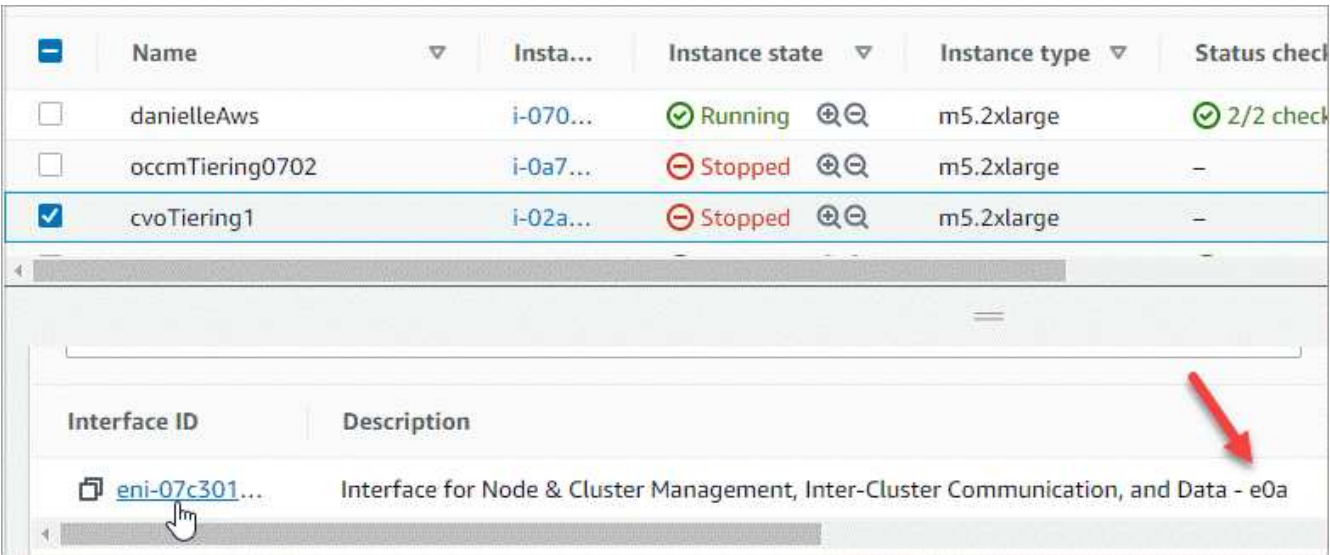 Name Insta... Instance state Instance type Status check
danielleAws i-070... Running m5.2xlarge 2/2 check
occmTiering0702 i-0a7... Stopped m5.2xlarge –
cvoTiering1 i-02a... Stopped m5.2xlarge –
Interface ID Description
eni-07c301... Interface for Node & Cluster Management, Inter-Cluster Communication, and Data - e0a